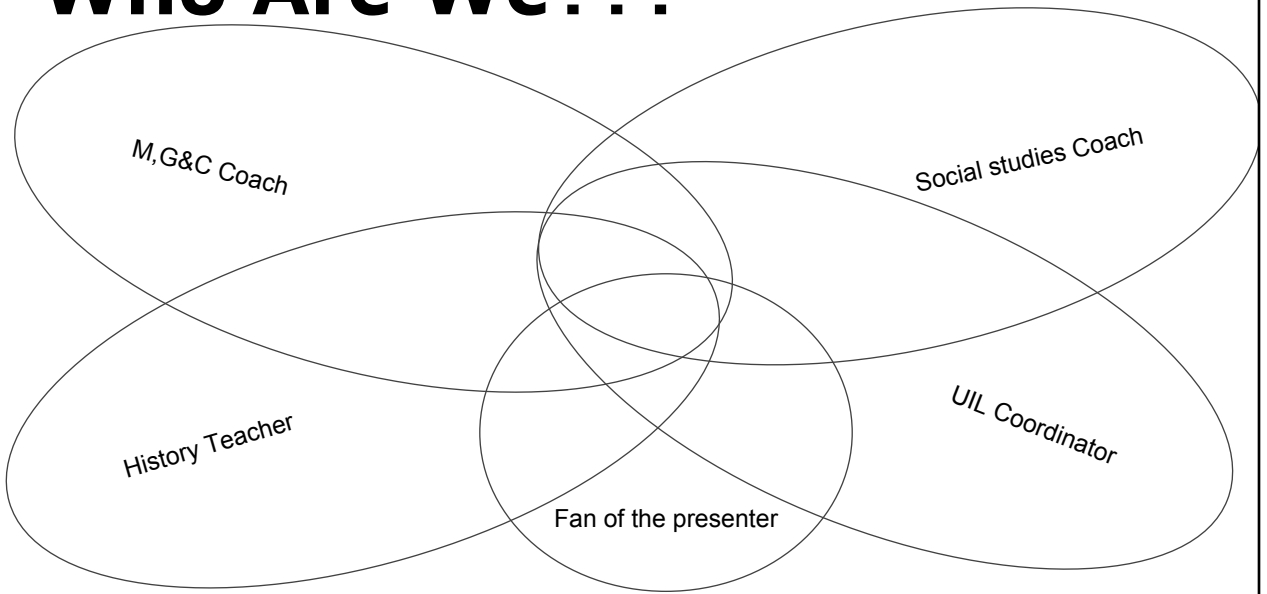 Who Are We???
M,G&C Coach
Social studies Coach
History Teacher
UIL Coordinator
Fan of the presenter